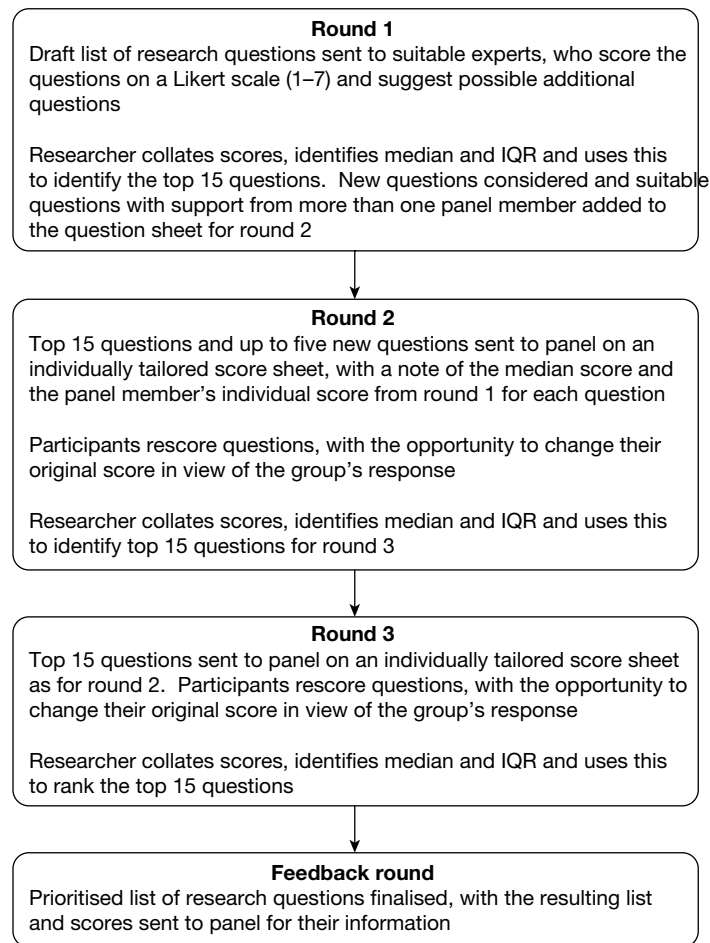 Round 1
Draft list of research questions sent to suitable experts, who score the
questions on a Likert scale (1–7) and suggest possible additional
questions
Researcher collates scores, identifies median and IQR and uses this
to identify the top 15 questions.  New questions considered and suitable
questions with support from more than one panel member added to
the question sheet for round 2
Round 2
Top 15 questions and up to five new questions sent to panel on an
individually tailored score sheet, with a note of the median score and
the panel member’s individual score from round 1 for each question
Participants rescore questions, with the opportunity to change their
original score in view of the group’s response
Researcher collates scores, identifies median and IQR and uses this
to identify top 15 questions for round 3
Round 3
Top 15 questions sent to panel on an individually tailored score sheet
as for round 2.  Participants rescore questions, with the opportunity to
change their original score in view of the group’s response
Researcher collates scores, identifies median and IQR and uses this
to rank the top 15 questions
Feedback round
Prioritised list of research questions finalised, with the resulting list
and scores sent to panel for their information